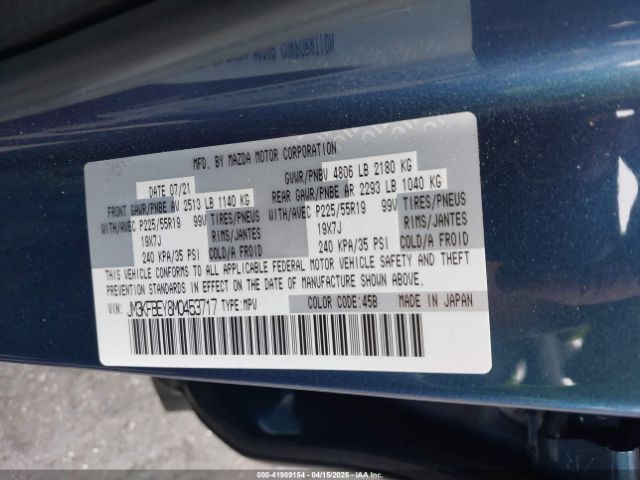 MFD. BY MAZDA MOTOR CORPORATION
DATE 07/21
GVWR/PNBV 4806 LB 2180 KG
FRONT GAWR/PNBE AV 2513 LB 1140 KG
REAR GAWR/PNBE AR 2293 LB 1040 KG
WITH/AVEC P225/55R19 99V TIRES/PNEUS
WITH/AVEC P225/55R19 99V TIRES/PNEUS
19X7J RIMS/JANTES
19X7J RIMS/JANTES
240 KPA/35 PSI COLD/A FROID
240 KPA/35 PSI COLD/A FROID
THIS VEHICLE CONFORMS TO ALL APPLICABLE FEDERAL MOTOR VEHICLE SAFETY AND THEFT
PREVENTION STANDARDS IN EFFECT ON THE DATE OF MANUFACTURE SHOWN ABOVE.
VIN: JM3KFBEY8M0453717 TYPE:MPV COLOR CODE:45B MADE IN JAPAN
000-41989154 - 04/15/2025 - IAAI.COM